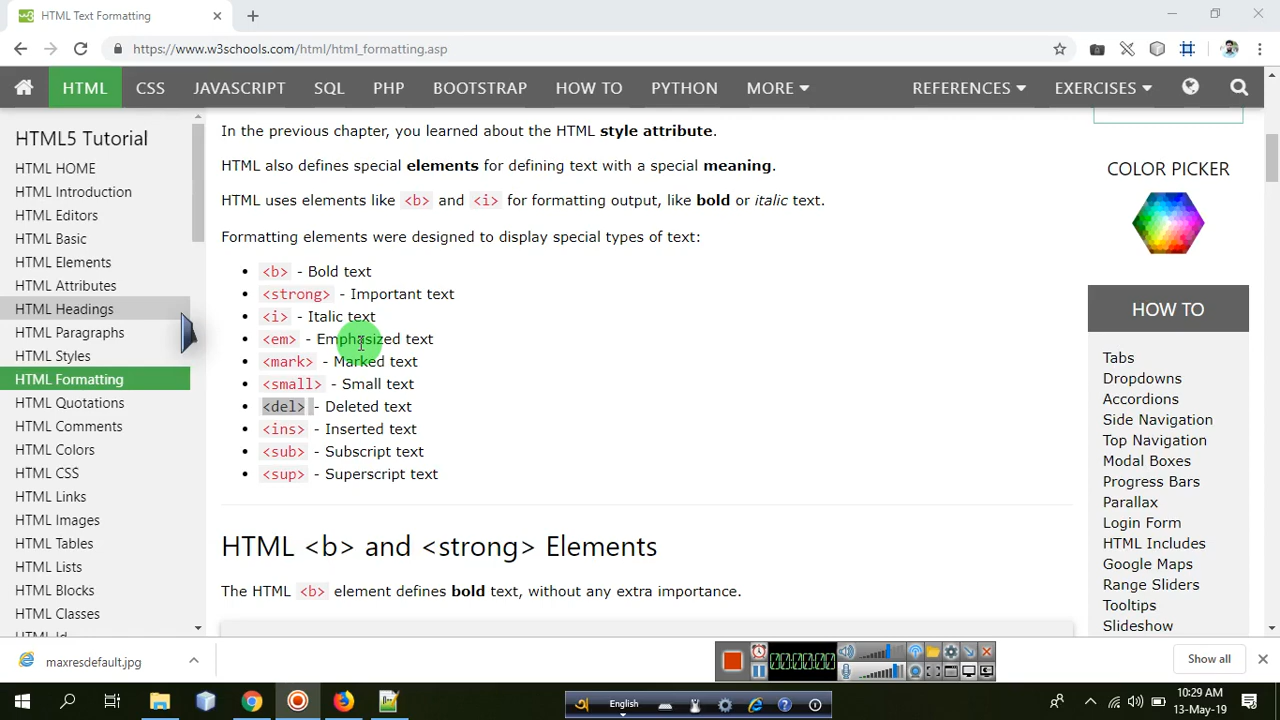 HTML Text Formatting
https://www.w3schools.com/html/html_formatting.asp
HTML CSS JAVASCRIPT SQL PHP BOOTSTRAP HOW TO PYTHON MORE REFERENCES EXERCISES
HTML5 Tutorial
HTML HOME
HTML Introduction
HTML Editors
HTML Basic
HTML Elements
HTML Attributes
HTML Headings
HTML Paragraphs
HTML Styles
HTML Formatting
HTML Quotations
HTML Comments
HTML Colors
HTML CSS
HTML Links
HTML Images
HTML Tables
HTML Lists
HTML Blocks
HTML Classes
HTML Id
In the previous chapter, you learned about the HTML style attribute.
HTML also defines special elements for defining text with a special meaning.
HTML uses elements like <b> and <i> for formatting output, like bold or italic text.
Formatting elements were designed to display special types of text:
• <b> - Bold text
• <strong> - Important text
• <i> - Italic text
• <em> - Emphasized text
• <mark> - Marked text
• <small> - Small text
• <del> - Deleted text
• <ins> - Inserted text
• <sub> - Subscript text
• <sup> - Superscript text
HTML <b> and <strong> Elements
The HTML <b> element defines bold text, without any extra importance.
COLOR PICKER
HOW TO
Tabs
Dropdowns
Accordions
Side Navigation
Top Navigation
Modal Boxes
Progress Bars
Parallax
Login Form
HTML Includes
Google Maps
Range Sliders
Tooltips
Slideshow
maxresdefault.jpg
00:00:00
Show all
English
10:29 AM
13-May-19